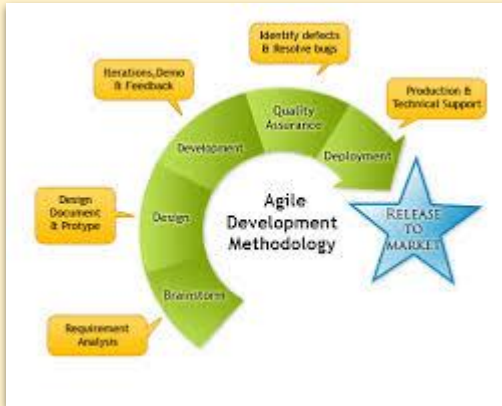 Identify defects
& Resolve bugs
Iterations,Demo
& Feedback
Production &
Technical Support
Quality
Assurance
Development
Deployment
Design
Document
& Protype
Design
Agile
Development
Methodology
RELEASE
TO
MARKET
Brainstorm
Requirement
Analysis